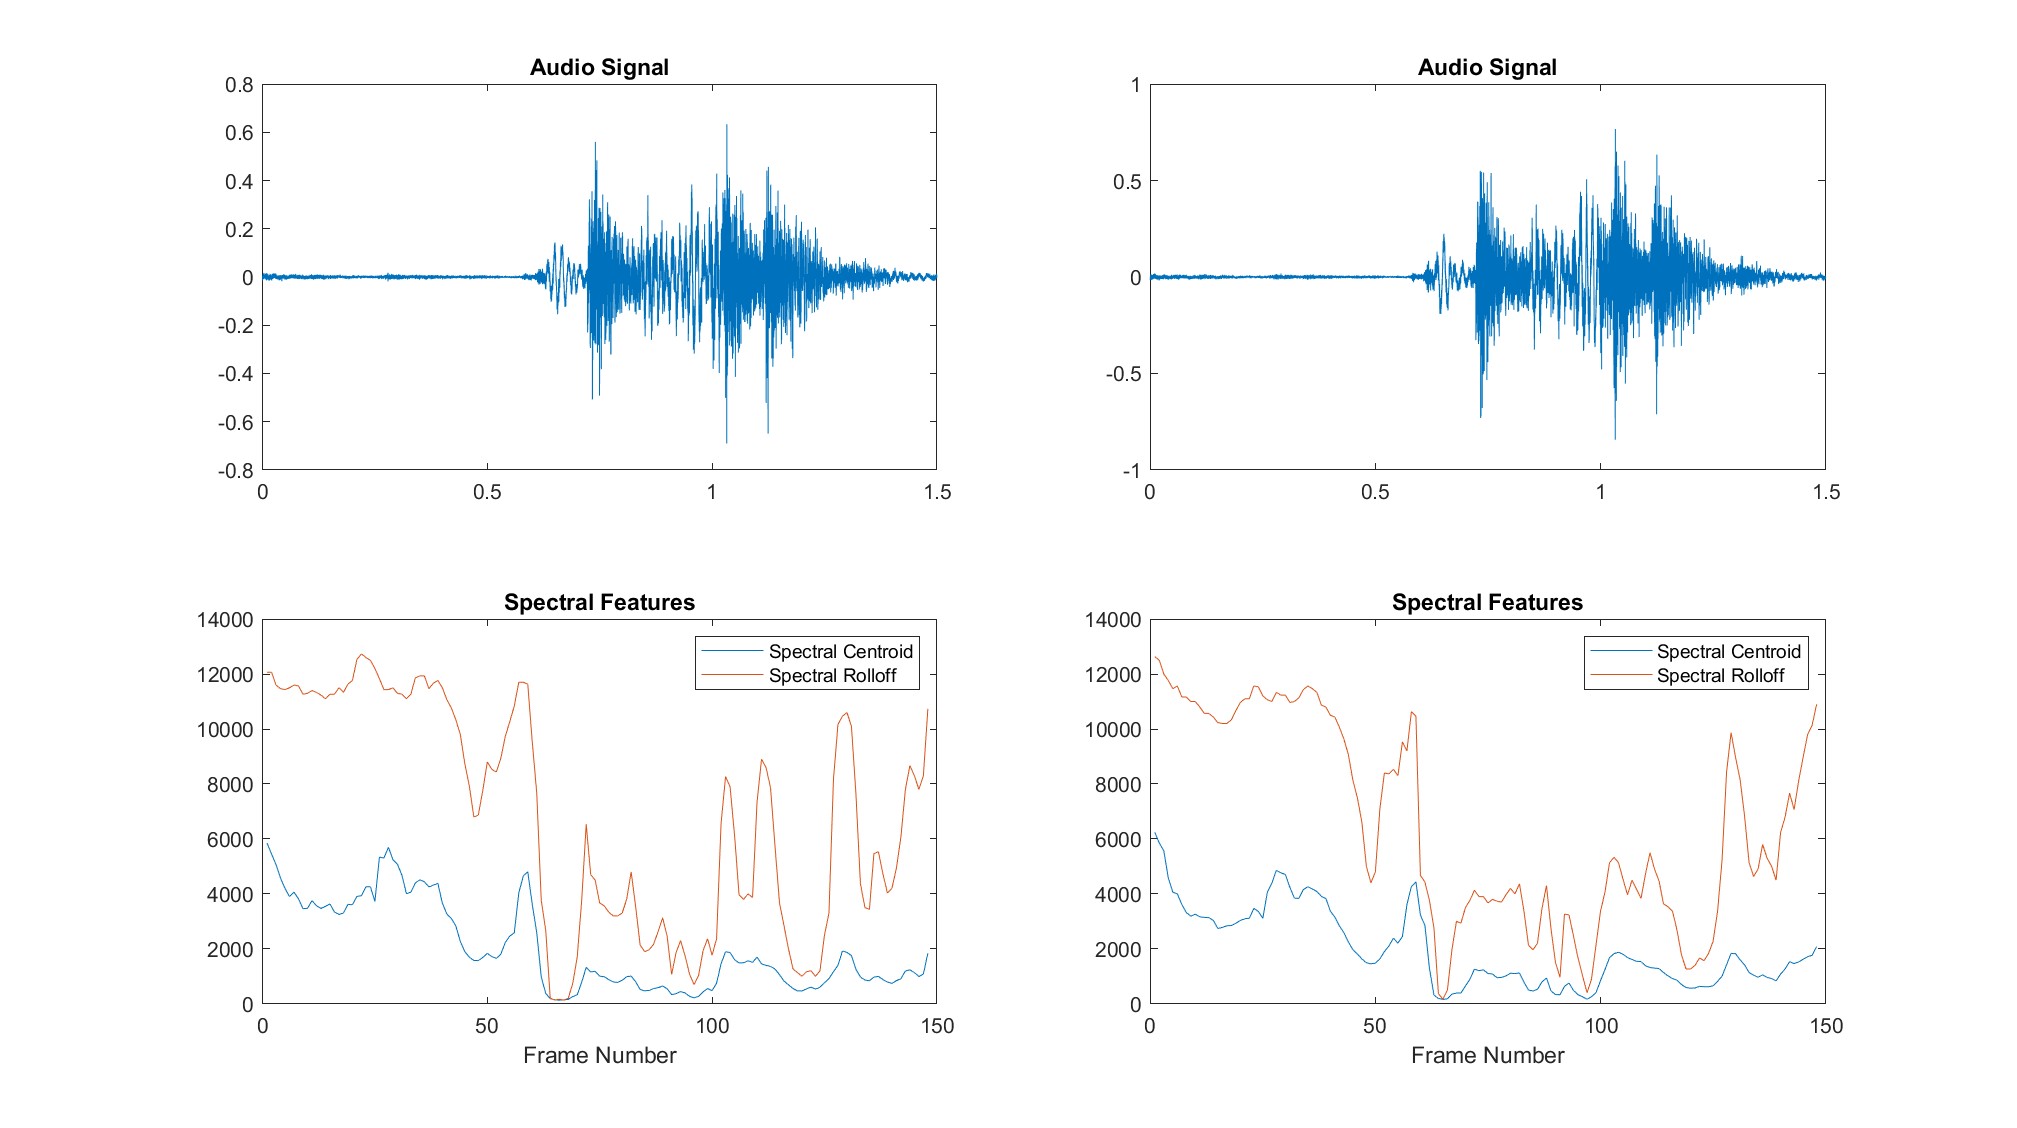 Audio Signal
0.8
0.6
0.4
0.2
0
-0.2
-0.4
-0.6
-0.8
0 0.5 1 1.5
Audio Signal
1
0.5
0
-0.5
-1
0 0.5 1 1.5
Spectral Features
14000
12000
10000
8000
6000
4000
2000
0
Spectral Centroid
Spectral Rolloff
0 50 100 150
Frame Number
Spectral Features
14000
12000
10000
8000
6000
4000
2000
0
Spectral Centroid
Spectral Rolloff
0 50 100 150
Frame Number